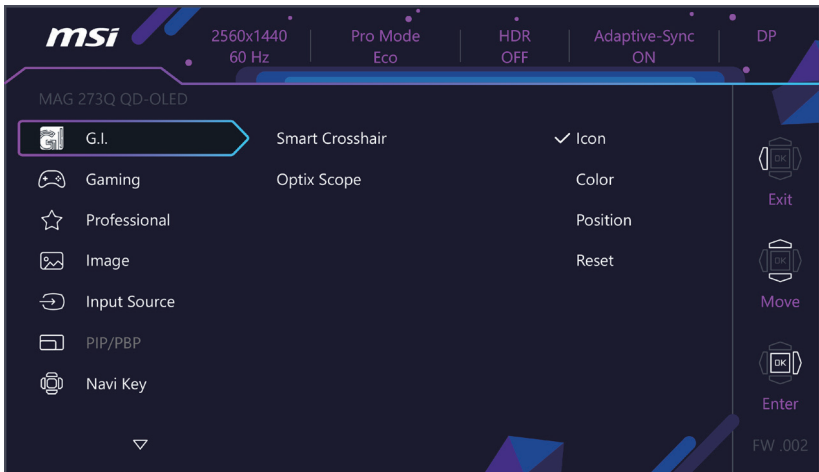 msi
2560x1440
60 Hz
Pro Mode
Eco
HDR
OFF
Adaptive-Sync
ON
DP
MAG 273Q QD-OLED
G.I. Smart Crosshair Icon
Gaming Optix Scope Color
Professional Position
Image Reset
Input Source
PIP/PBP
Navi Key
OK
Exit
OK
Move
OK
Enter
FW .002